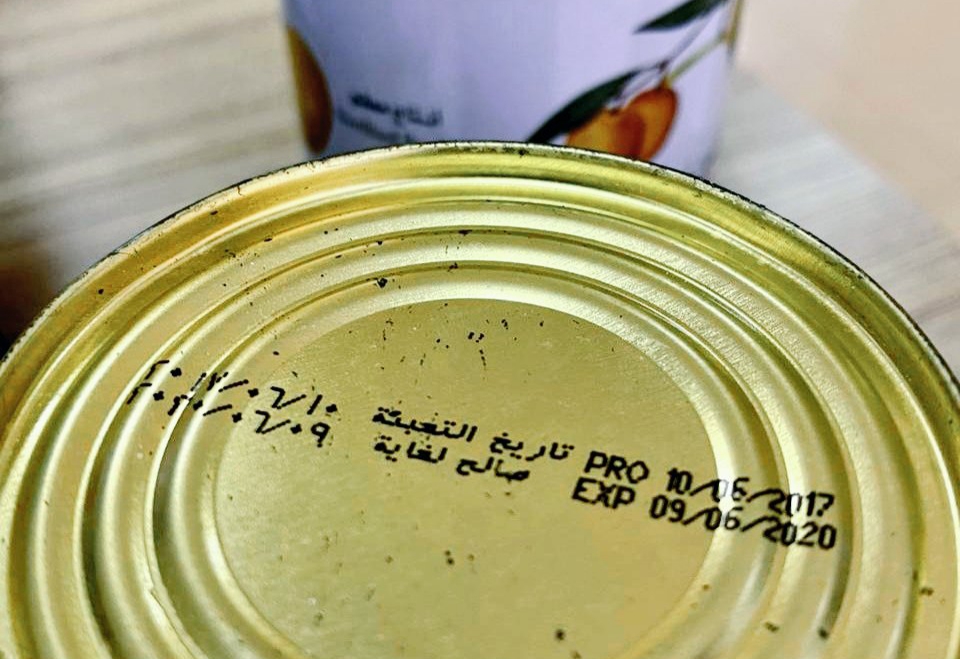 تاريخ التعبئة ٢٠١٧/٠٦/١٠
صالح لغاية ٢٠٢٠/٠٦/٠٩
PRO 10/06/2017
EXP 09/06/2020